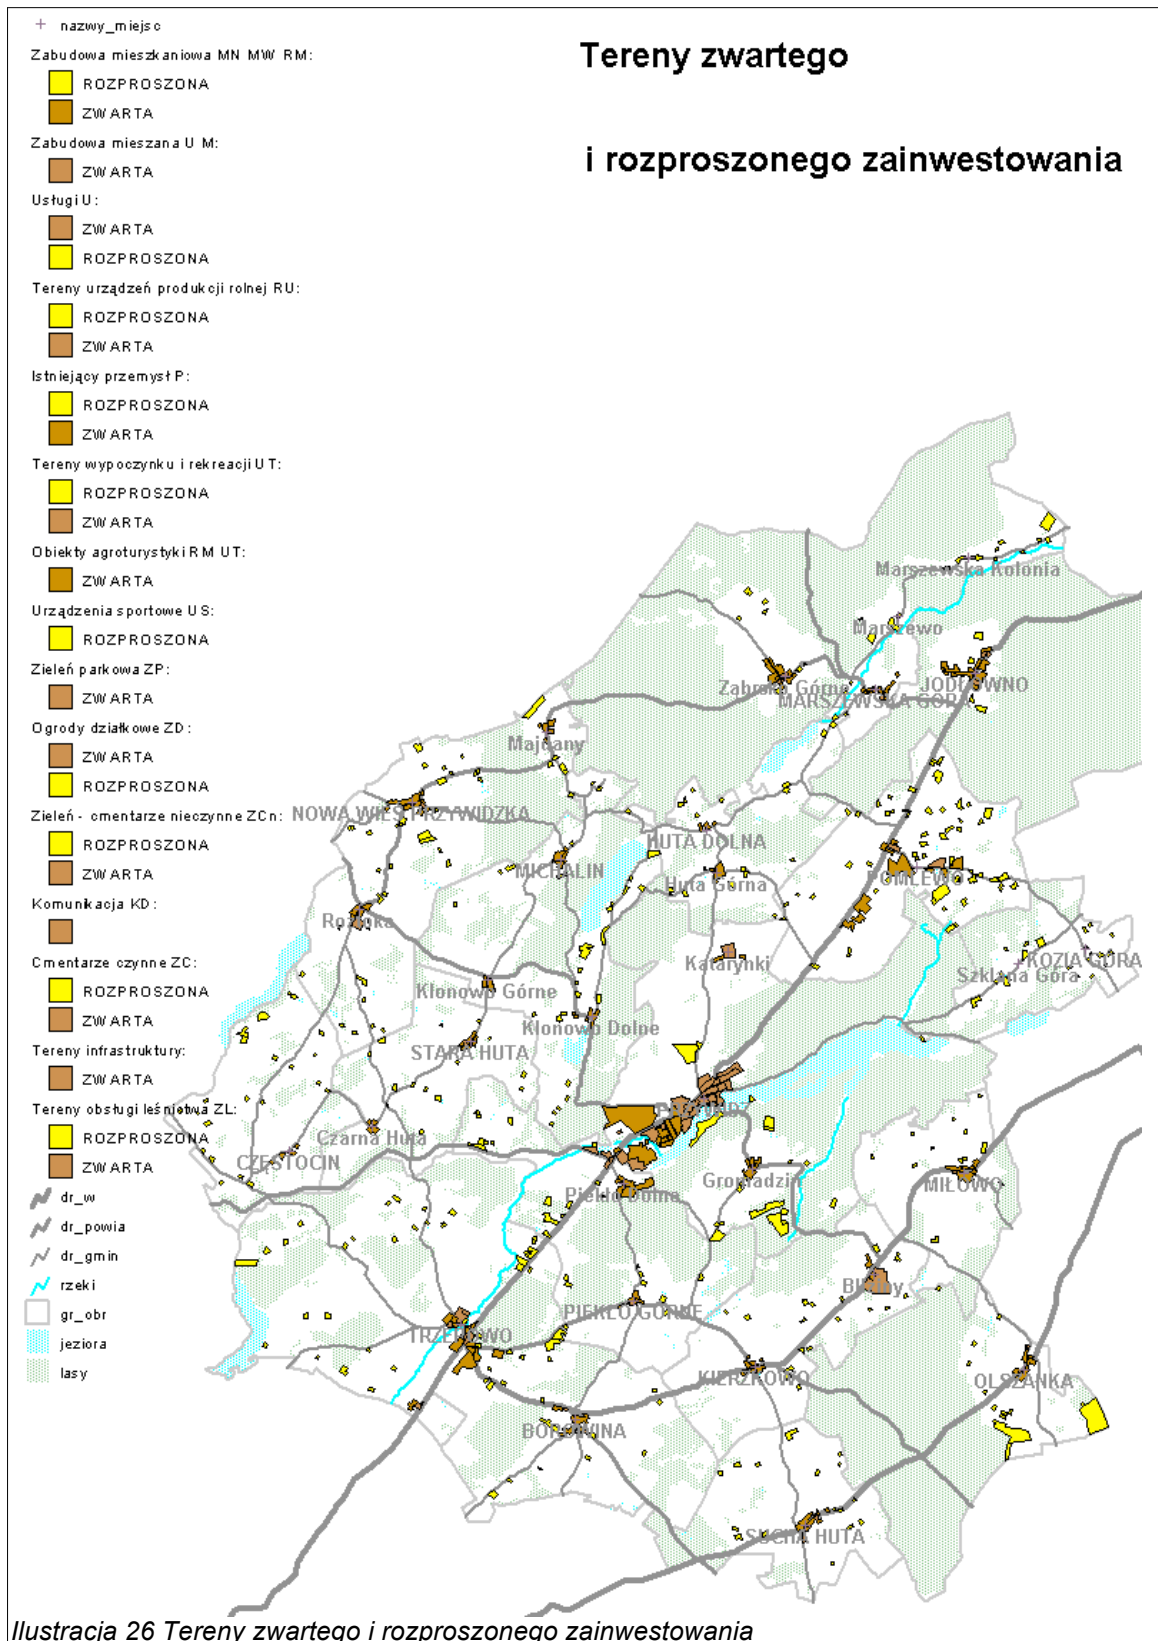 nazwy_miejsc
Zabudowa mieszkaniowa MN MW RM:
ROZPROSZONA
ZWARTA
Zabudowa mieszana U M:
ZWARTA
Usługi U:
ZWARTA
ROZPROSZONA
Tereny urządzeń produkcji rolnej RU:
ROZPROSZONA
ZWARTA
Istniejący przemysł P:
ROZPROSZONA
ZWARTA
Tereny wypoczynku i rekreacji U T:
ROZPROSZONA
ZWARTA
Obiekty agroturystyki RM UT:
ZWARTA
Urządzenia sportowe US:
ROZPROSZONA
Zieleń parkowa ZP:
ZWARTA
Ogrody działkowe ZD:
ZWARTA
ROZPROSZONA
Zieleń - cmentarze nieczynne ZCn:
ROZPROSZONA
ZWARTA
Komunikacja KD:
Cmentarze czynne ZC:
ROZPROSZONA
ZWARTA
Tereny infrastruktury:
ZWARTA
Tereny obsługi leśnictwa ZL:
ROZPROSZONA
ZWARTA
dr_w
dr_powia
dr_gmin
rzeki
gr_obr
jeziora
lasy
Tereny zwartego
i rozproszonego zainwestowania
Marszewska Kolonia
Marszewo
JODŁOWNO
Zabrsko Górne
MARSZEWSKA GÓRA
Majdany
NOWA WIEŚ PRZYWIDZKA
HUTA DOLNA
MICHALIN
Huta Górna
POMLEWO
Roztoka
Katarynki
KOZIA GÓRA
Szklana Góra
Klonowo Górne
Klonowo Dolne
STARA HUTA
Czarna Huta
CZĘSTOCIN
Piekło Dolne
Gromadzin
MIŁOWO
PIEKŁO GÓRNE
TRZEPOWO
KIERZKOWO
OLSZANKA
BOROWINA
SUCHA HUTA
Ilustracja 26 Tereny zwartego i rozproszonego zainwestowania